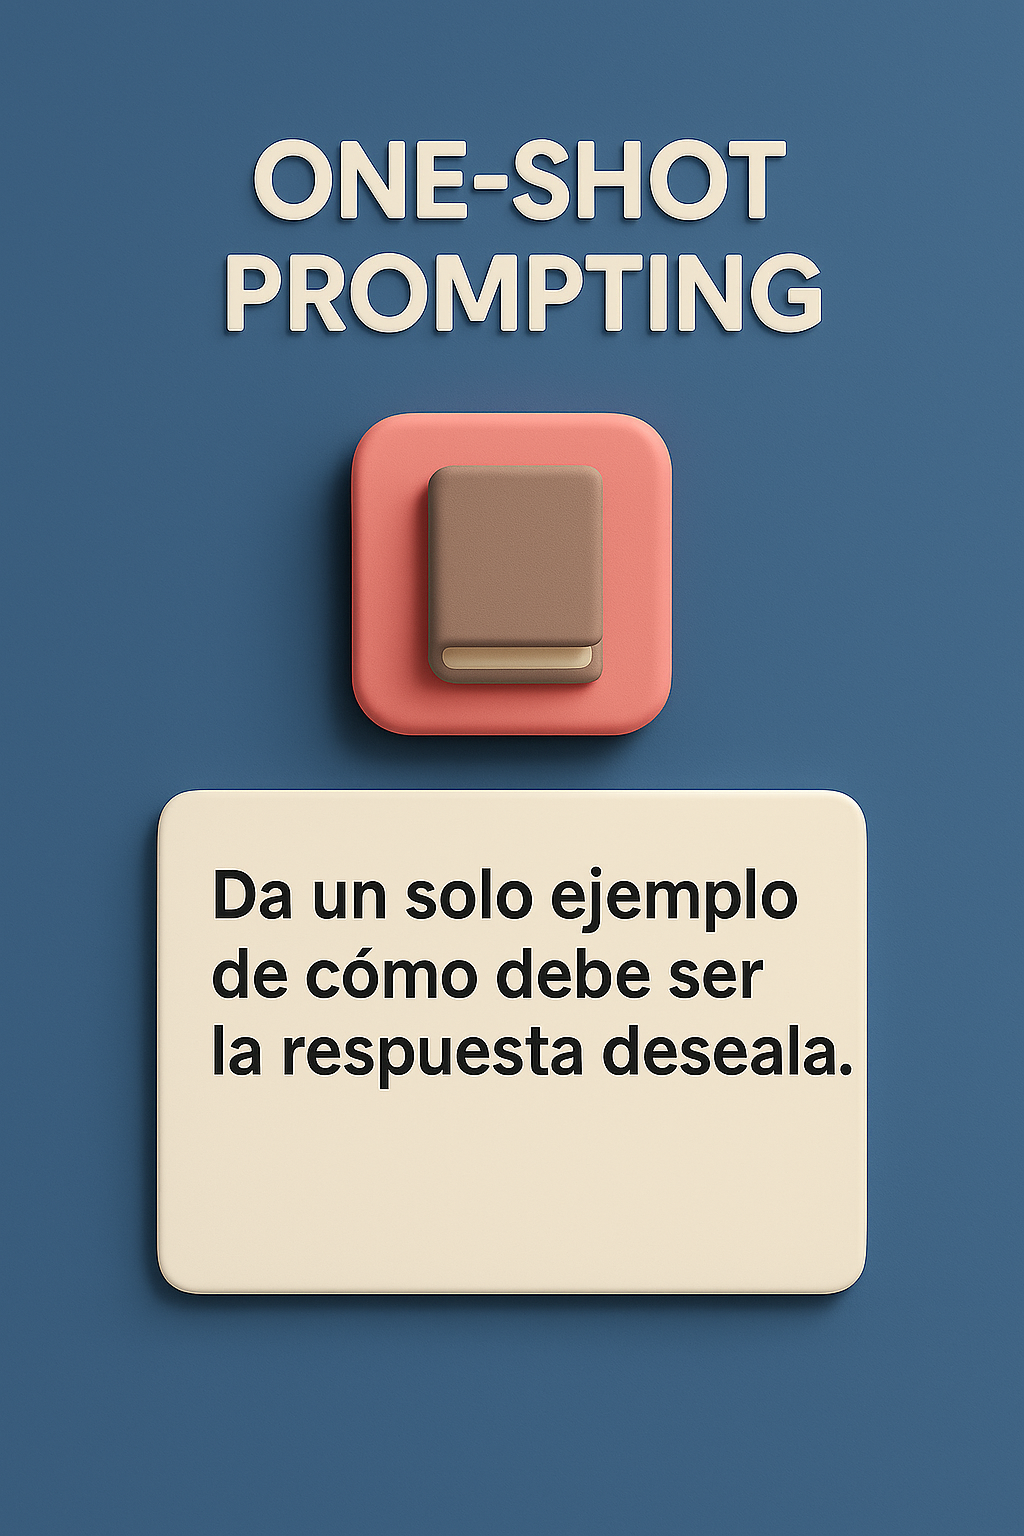 ONE-SHOT
PROMPTING
Da un solo ejemplo
de cómo debe ser
la respuesta deseala.